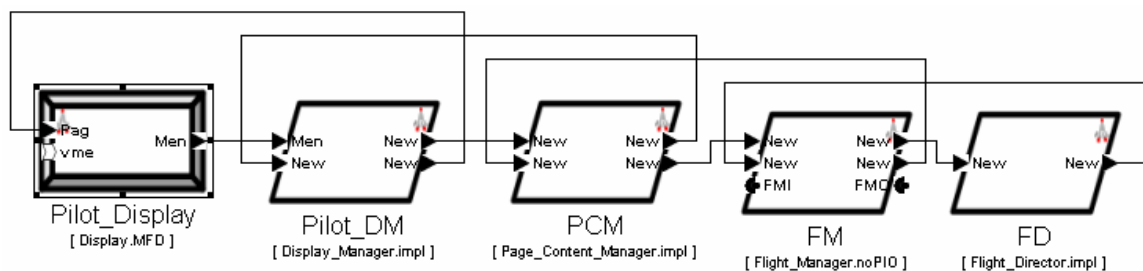 Pag
vme
Men
Pilot_Display
[ Display.MFD ]
Men
New
New
New
Pilot_DM
[ Display_Manager.impl ]
New
New
New
New
PCM
[ Page_Content_Manager.impl ]
New
New
New
New
FMI
FMO
FM
[ Flight_Manager.noPIO ]
New
New
FD
[ Flight_Director.impl ]